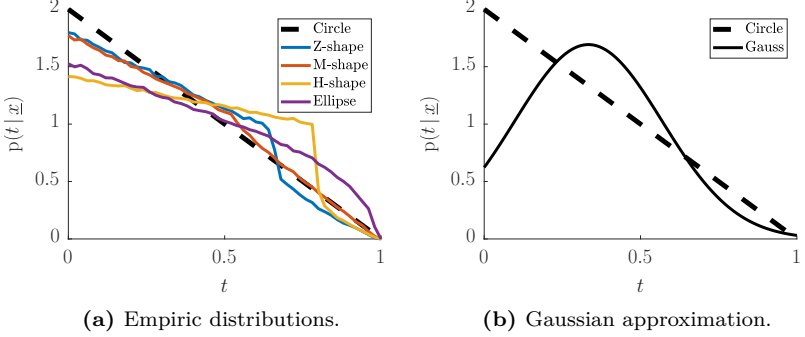 2
1.5
1
0.5
0
p(t | x)
0
0.5
1
t
Circle
Z-shape
M-shape
H-shape
Ellipse
(a) Empiric distributions.
2
1.5
1
0.5
0
p(t | x)
0
0.5
1
t
Circle
Gauss
(b) Gaussian approximation.